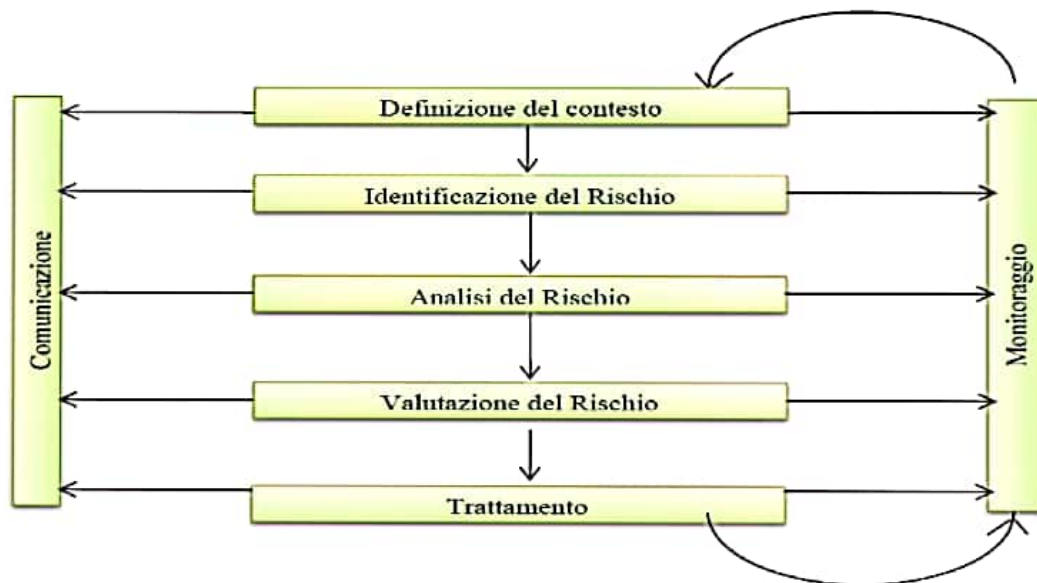 Definizione del contesto
Identificazione del Rischio
Analisi del Rischio
Valutazione del Rischio
Trattamento
Comunicazione
Monitoraggio